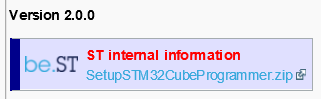 Version 2.0.0
be.ST
ST internal information
SetupSTM32CubeProgrammer.zip